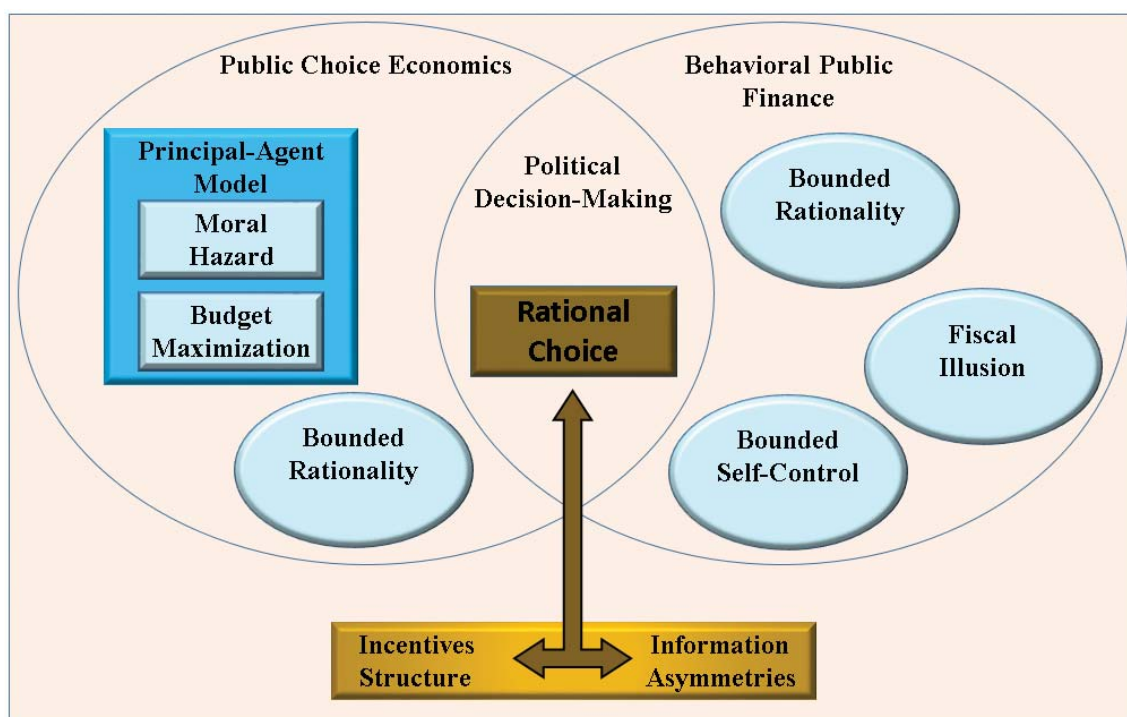 Public Choice Economics
Behavioral Public
Finance
Principal-Agent
Model
Moral
Hazard
Budget
Maximization
Bounded
Rationality
Political
Decision-Making
Rational
Choice
Bounded
Rationality
Fiscal
Illusion
Bounded
Self-Control
Incentives
Structure
Information
Asymmetries